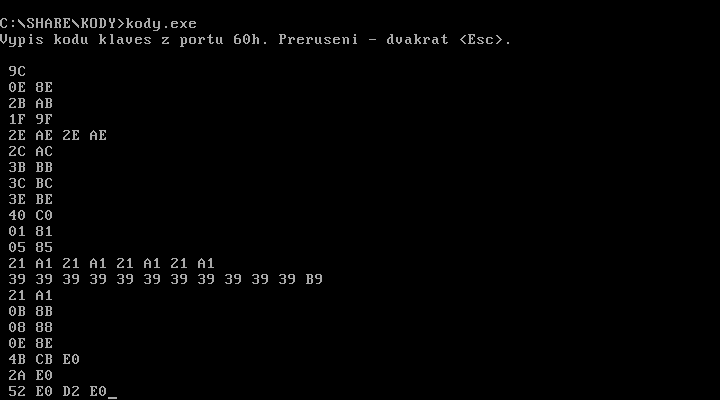 C:\SHARE\KODY>kody.exe
Vypis kodu klaves z portu 60h. Preruseni - dvakrat <Esc>.
9C
0E 8E
2B AB
1F 9F
2E AE 2E AE
2C AC
3B BB
3C BC
3E BE
40 C0
01 81
05 85
21 A1 21 A1 21 A1 21 A1
39 39 39 39 39 39 39 39 39 39 39 B9
21 A1
0B 8B
08 88
0E 8E
4B CB E0
2A E0
52 E0 D2 E0_